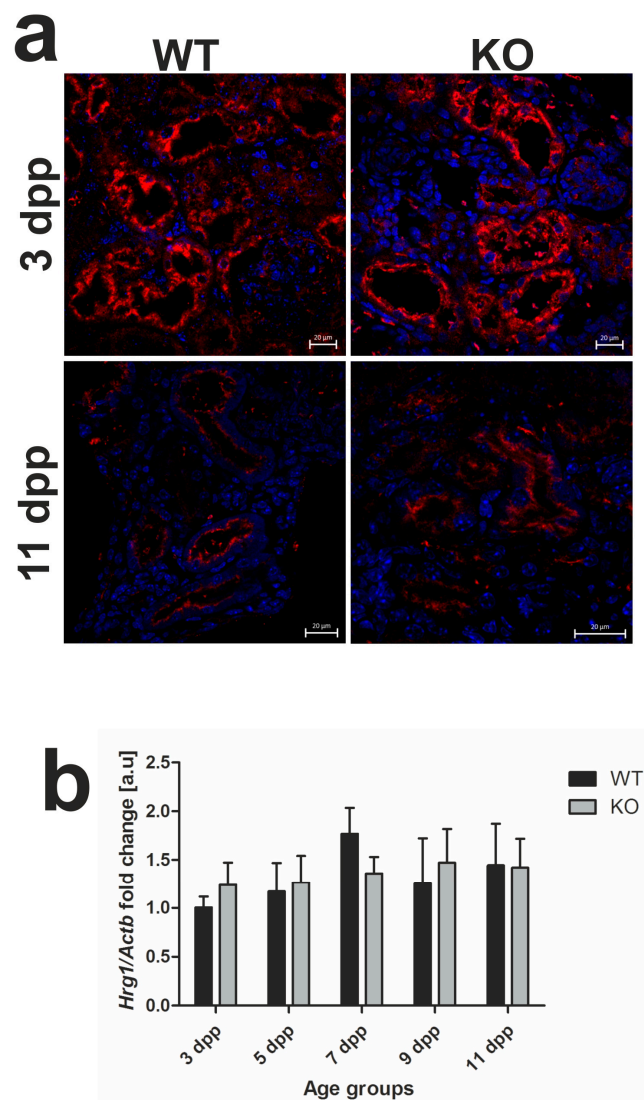 a
WT
KO
3 dpp
20 µm
20 µm
11 dpp
20 µm
20 µm
b
Hrg1/Actb fold change [a.u]
2.5
2.0
1.5
1.0
0.5
0.0
3 dpp
5 dpp
7 dpp
9 dpp
11 dpp
Age groups
WT
KO